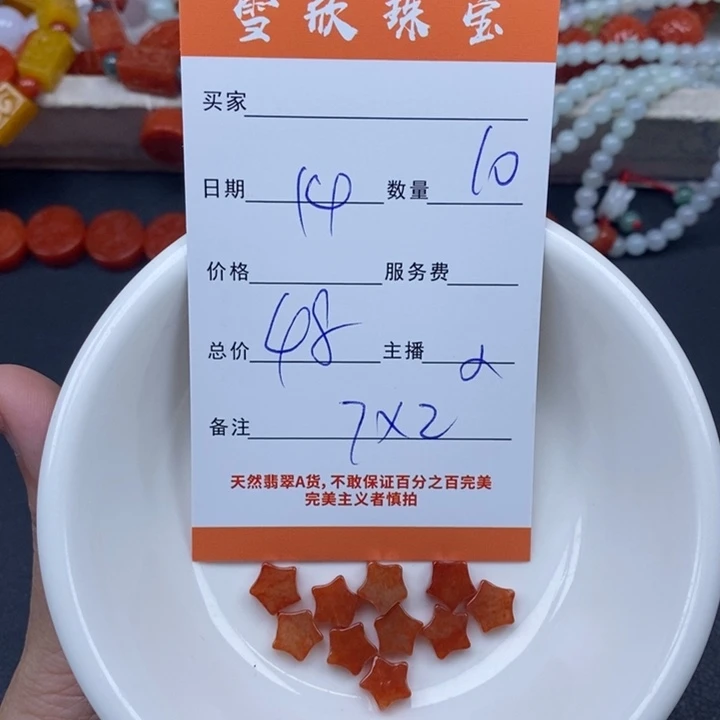 雪欣珠宝
买家
日期 14 数量 10
价格 服务费
总价 48 主播 2
备注 7X2
天然翡翠A货,不敢保证百分之百完美
完美主义者慎拍